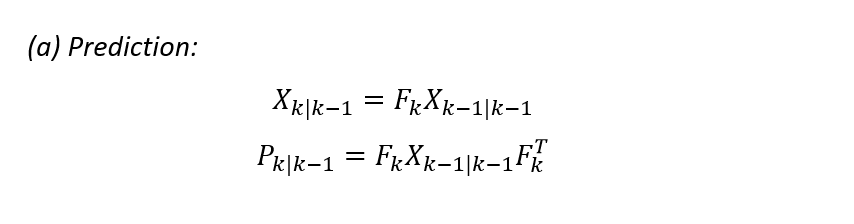 (a) Prediction:
X_{k|k−1} = F_k X_{k−1|k−1}
P_{k|k−1} = F_k X_{k−1|k−1} F_k^T